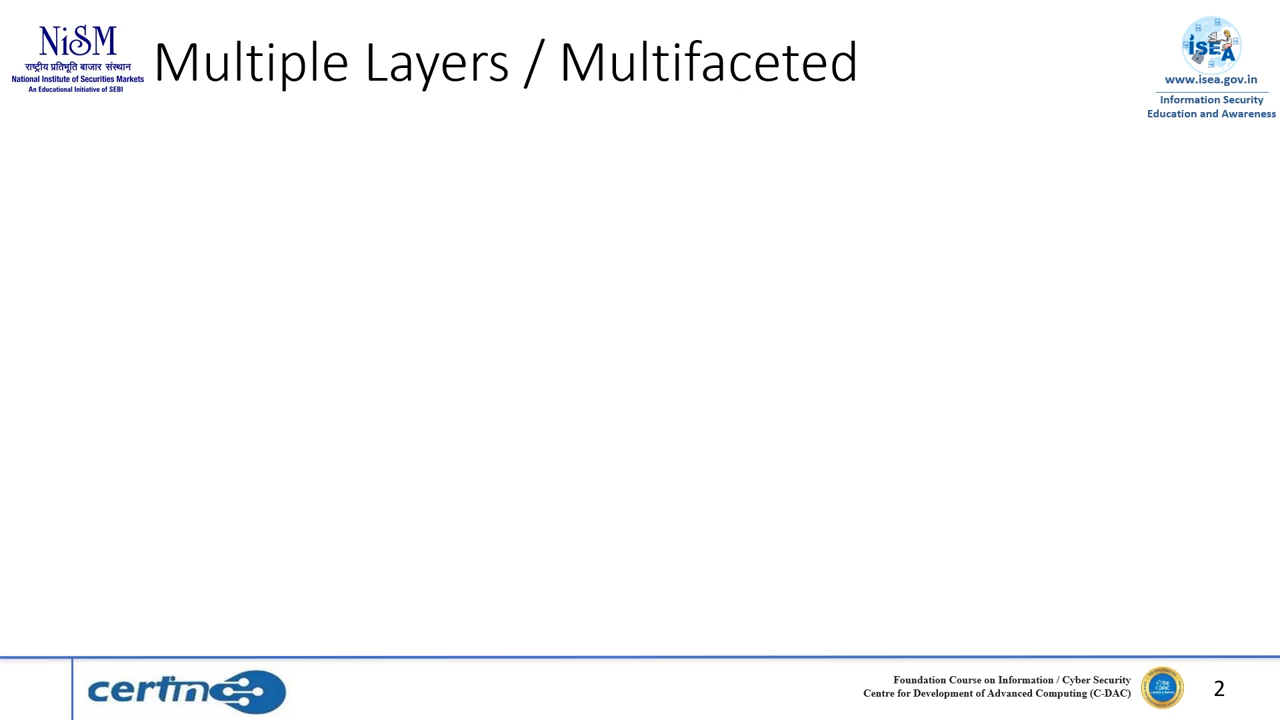 NiSM
राष्ट्रीय प्रतिभूति बाजार संस्थान
National Institute of Securities Markets
An Educational Initiative of SEBI
Multiple Layers / Multifaceted
iSEA
www.isea.gov.in
Information Security
Education and Awareness
certin
Foundation Course on Information / Cyber Security
Centre for Development of Advanced Computing (C-DAC)
2